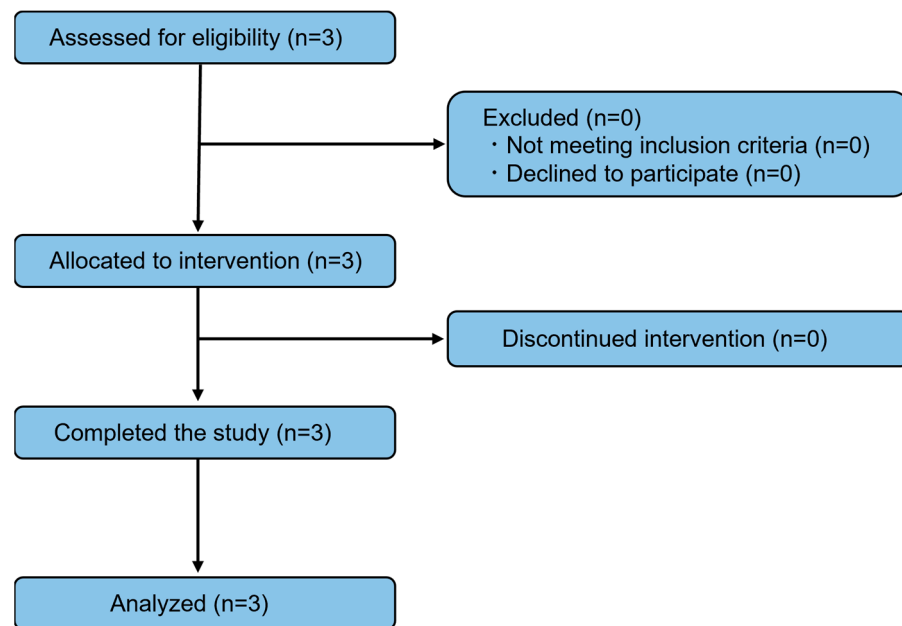 Assessed for eligibility (n=3)
Excluded (n=0)
・Not meeting inclusion criteria (n=0)
・Declined to participate (n=0)
Allocated to intervention (n=3)
Discontinued intervention (n=0)
Completed the study (n=3)
Analyzed (n=3)